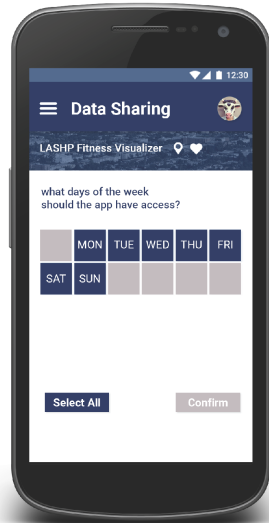 12:30
Data Sharing
LASHP Fitness Visualizer
what days of the week
should the app have access?
MON TUE WED THU FRI
SAT SUN
Select All Confirm